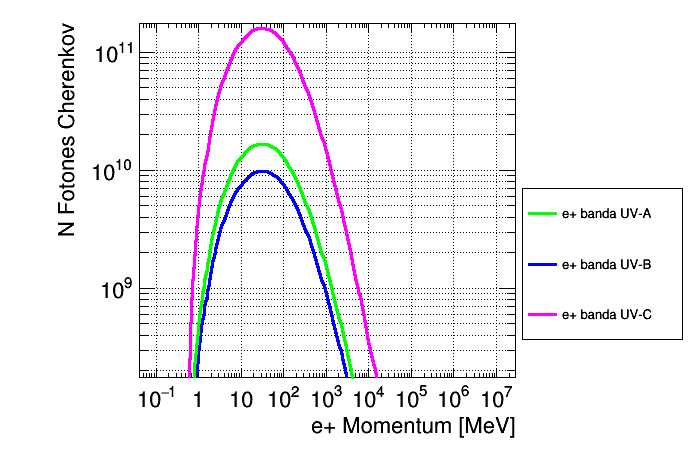 N Fotones Cherenkov
10¹¹
10¹⁰
10⁹
10⁻¹ 1 10 10² 10³ 10⁴ 10⁵ 10⁶ 10⁷
e+ Momentum [MeV]
e+ banda UV-A
e+ banda UV-B
e+ banda UV-C